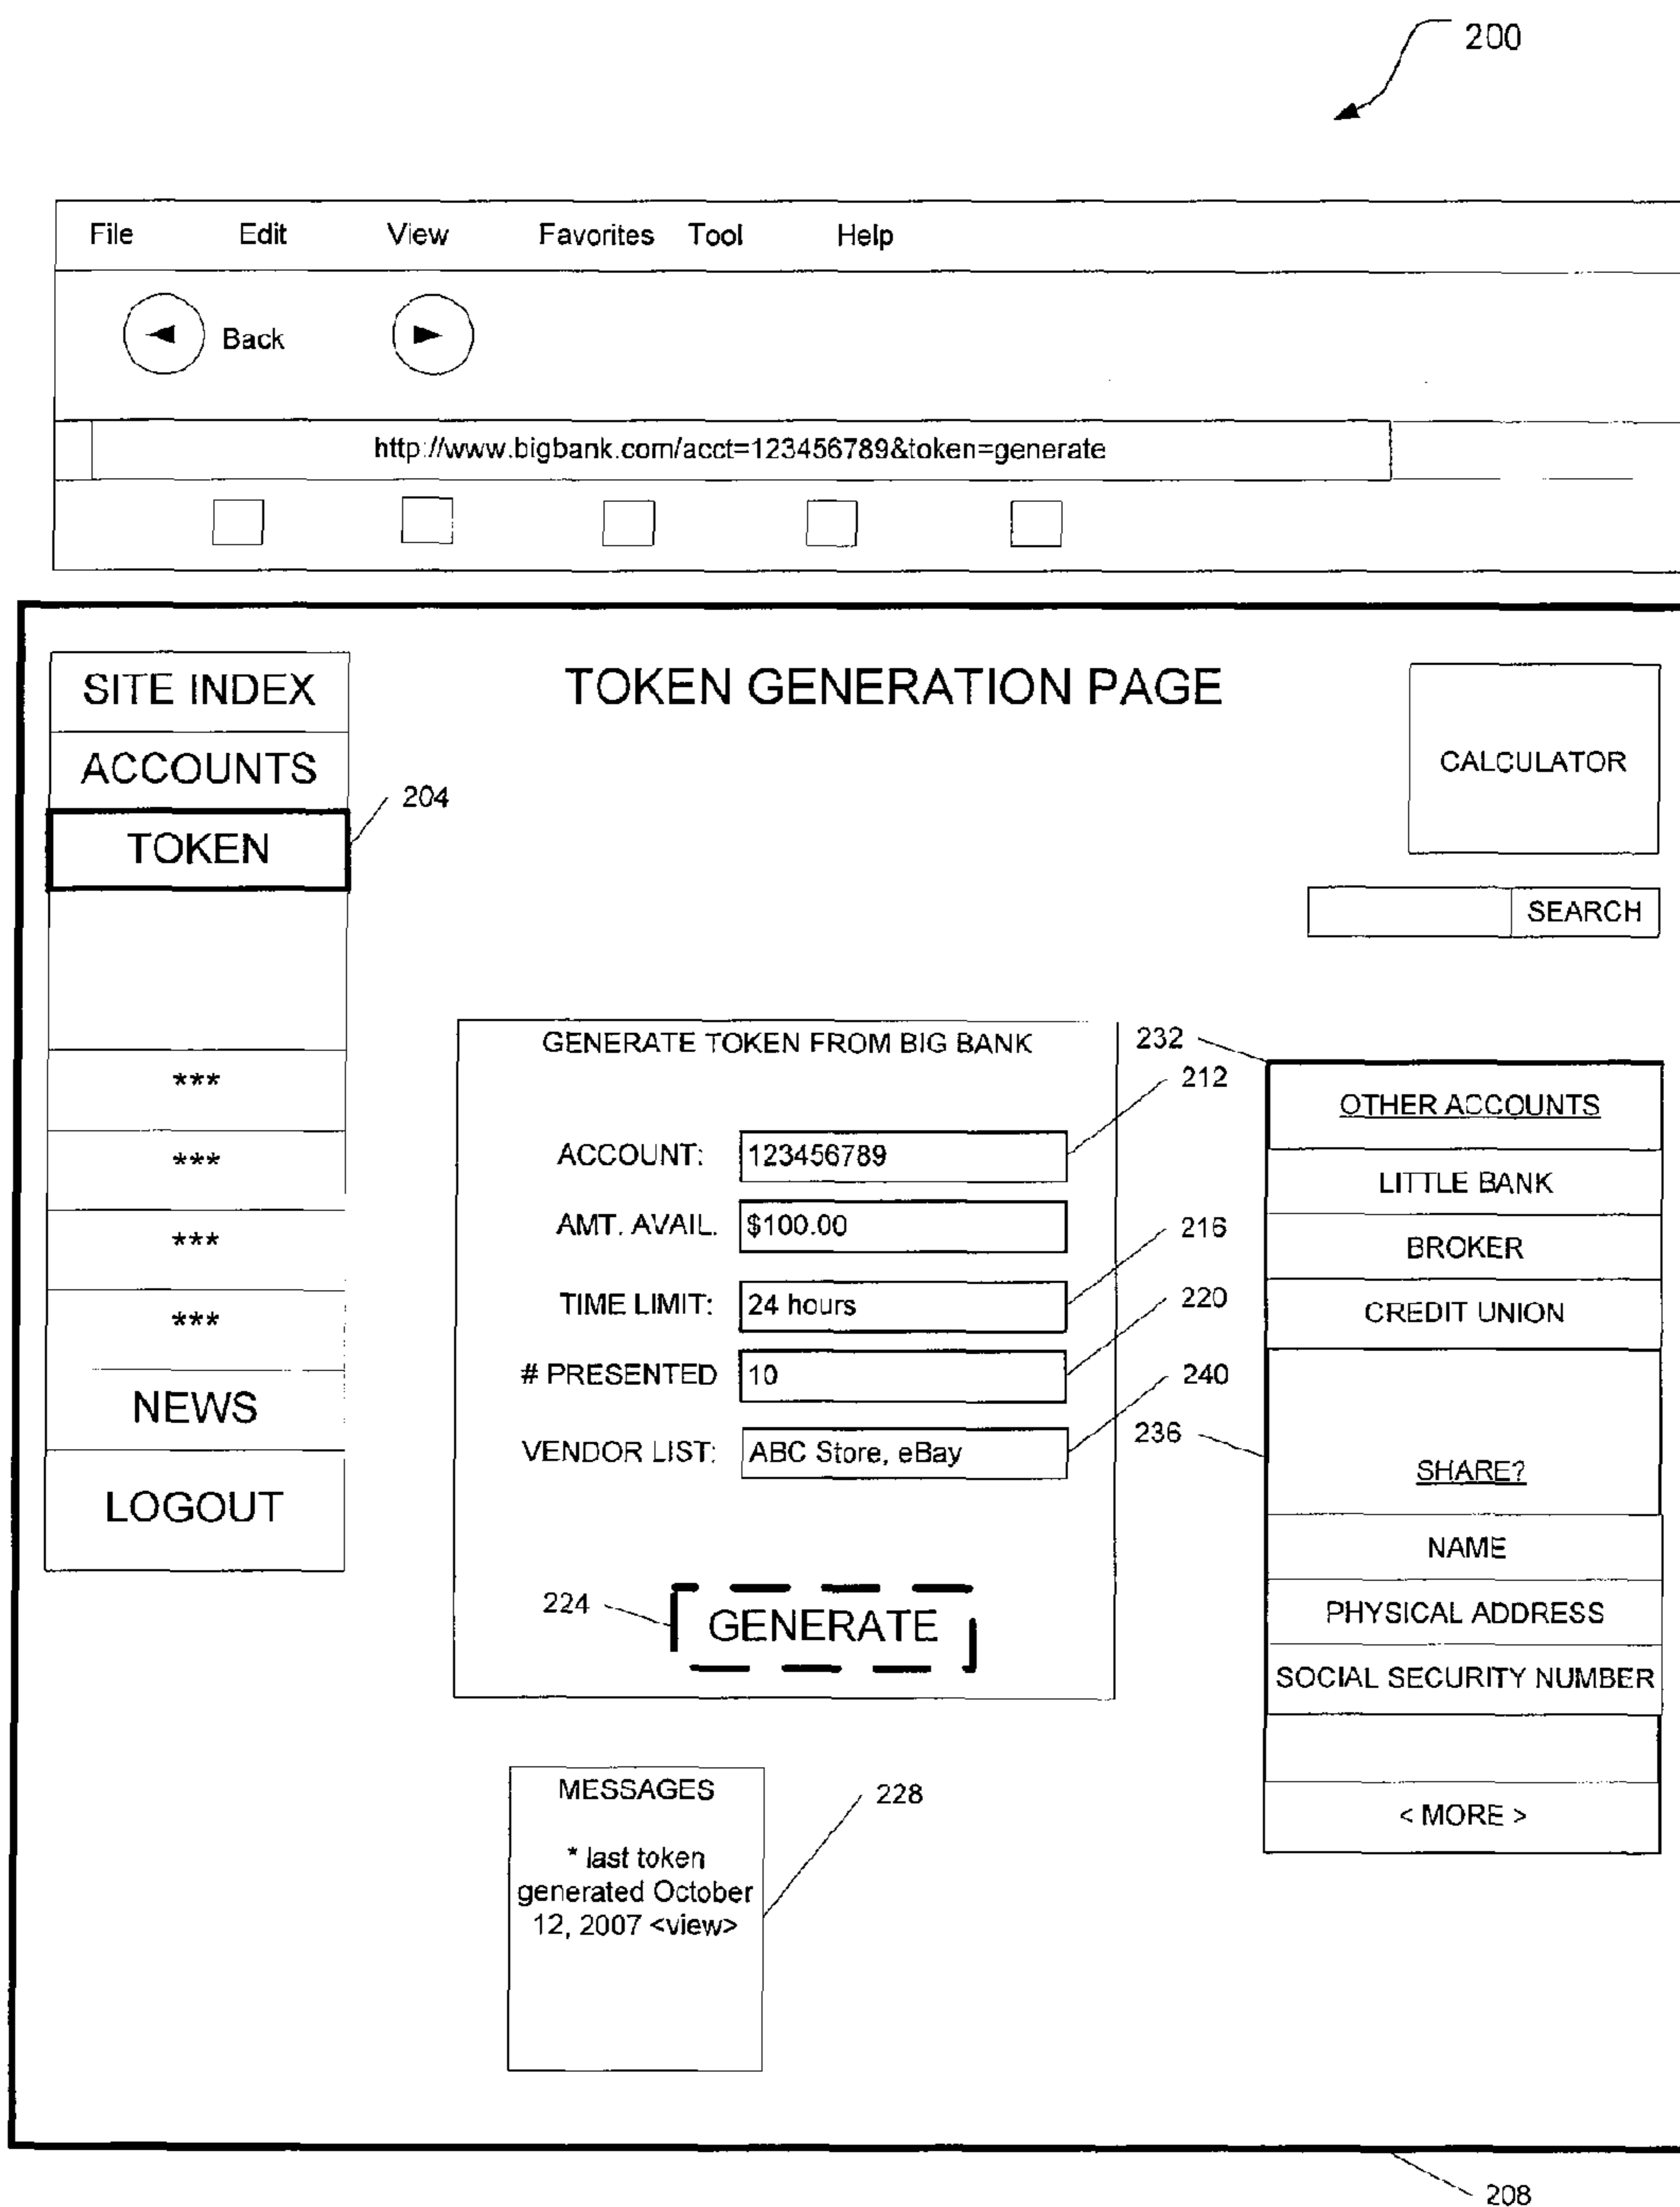 200
File Edit View Favorites Tool Help
Back
http://www.bigbank.com/acct=123456789&token=generate
TOKEN GENERATION PAGE
SITE INDEX
ACCOUNTS
TOKEN
204
***
***
***
***
NEWS
LOGOUT
CALCULATOR
SEARCH
GENERATE TOKEN FROM BIG BANK
ACCOUNT: 123456789
212
AMT. AVAIL. $100.00
TIME LIMIT: 24 hours
216
# PRESENTED 10
220
VENDOR LIST: ABC Store, eBay
240
224
GENERATE
232
OTHER ACCOUNTS
LITTLE BANK
BROKER
CREDIT UNION
236
SHARE?
NAME
PHYSICAL ADDRESS
SOCIAL SECURITY NUMBER
< MORE >
MESSAGES
* last token
generated October
12, 2007 <view>
228
208